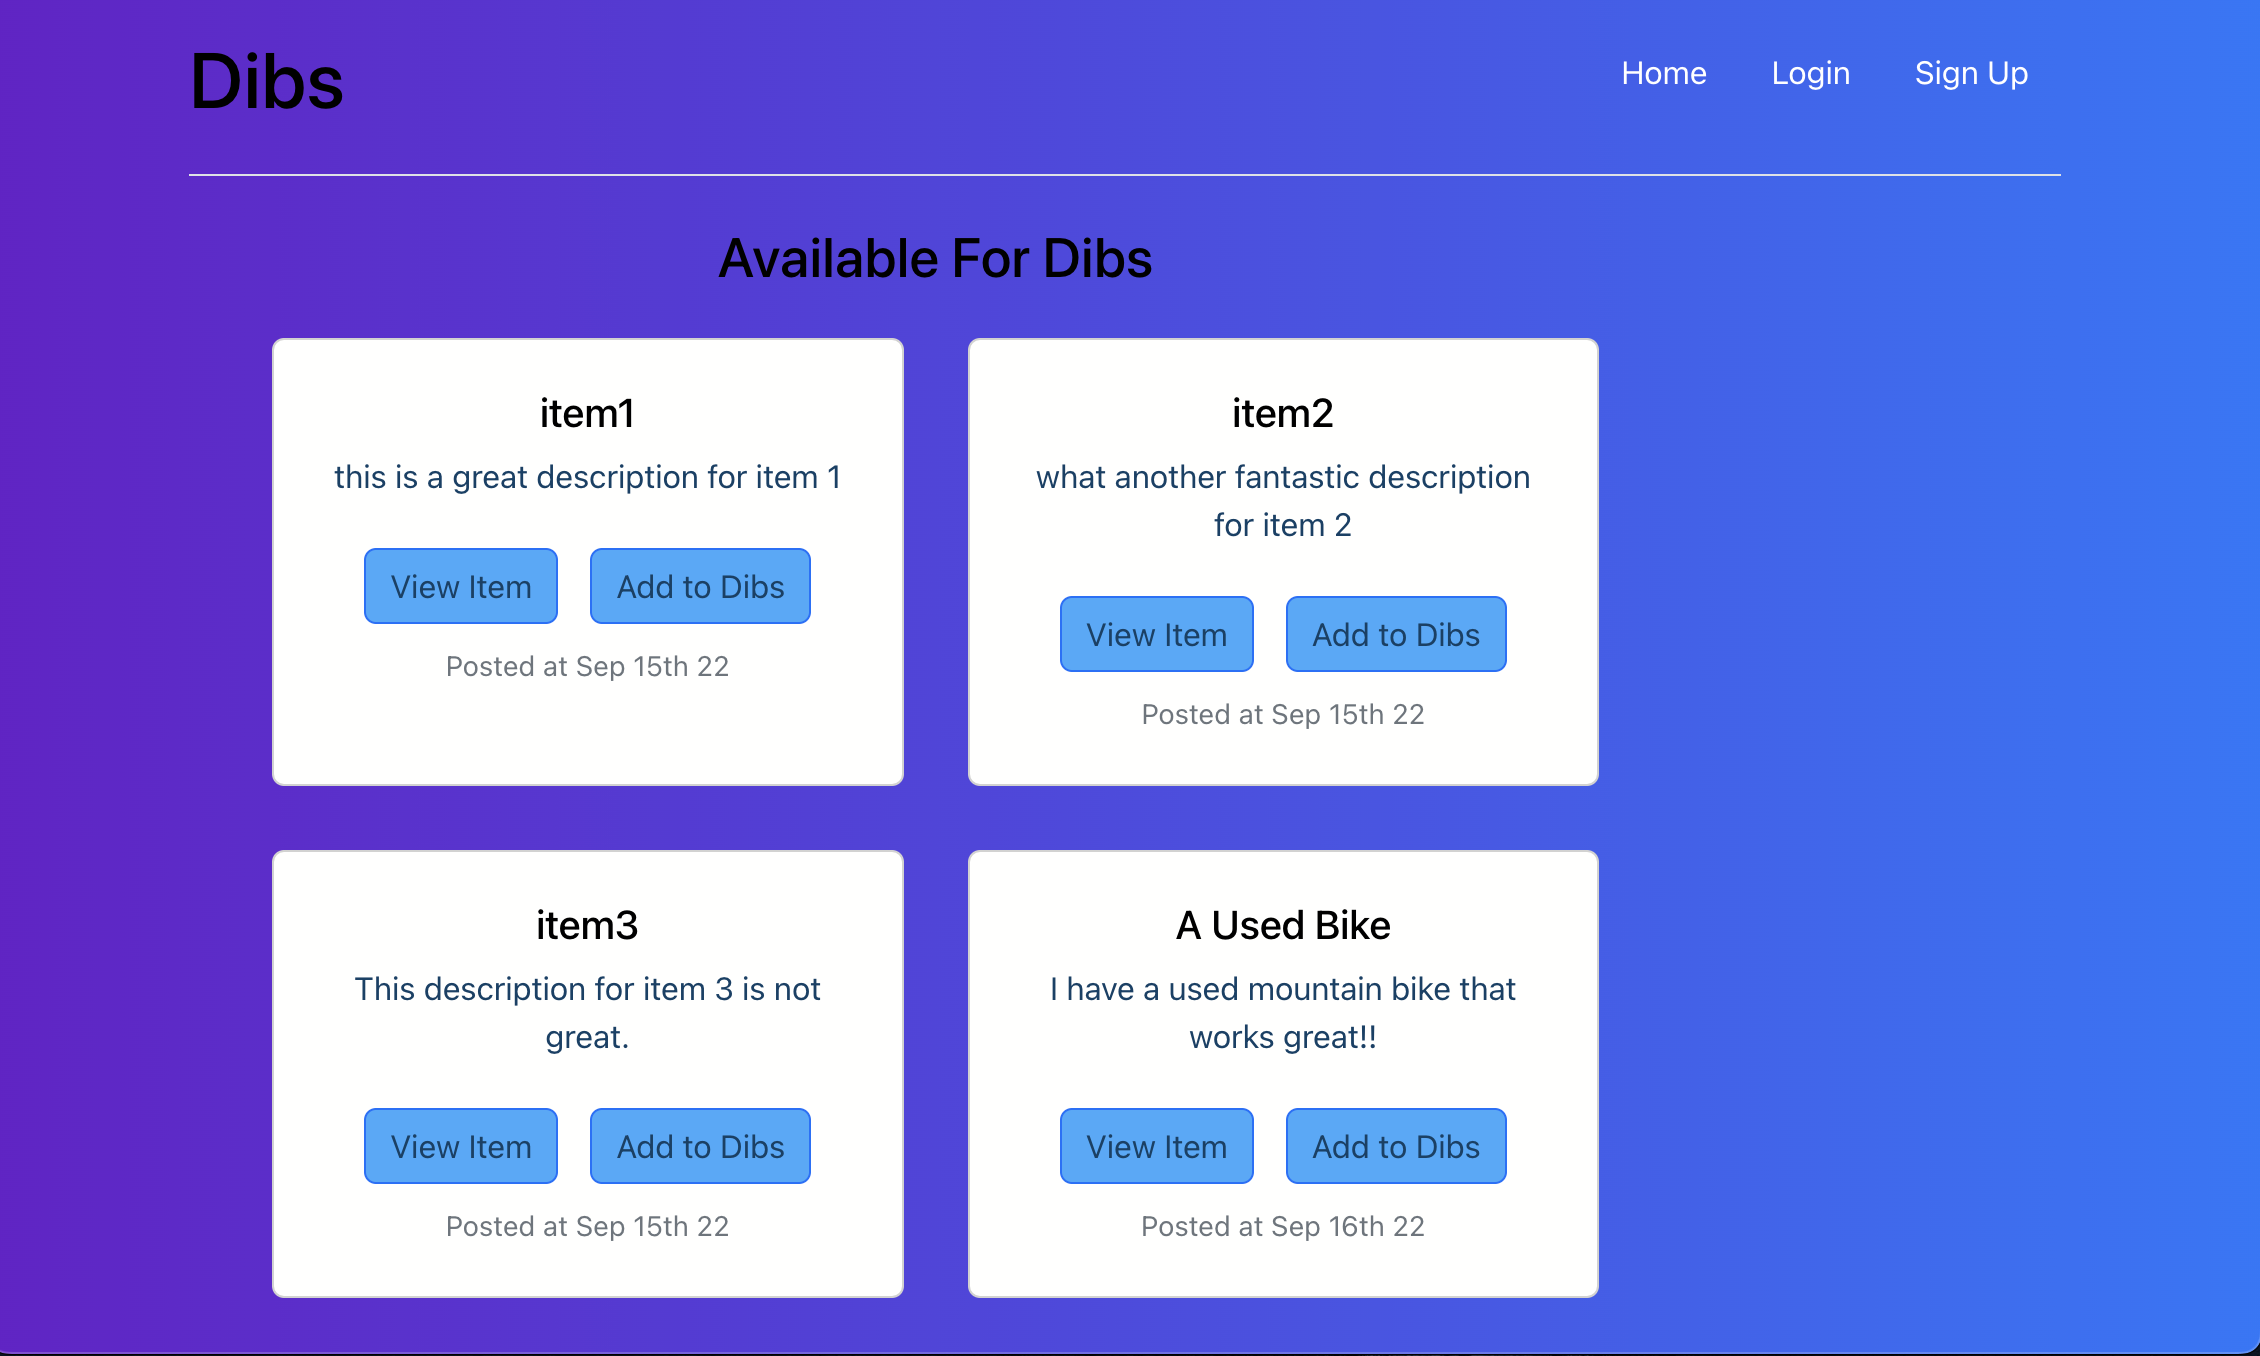 Dibs
Home Login Sign Up
Available For Dibs
item1
this is a great description for item 1
View Item Add to Dibs
Posted at Sep 15th 22
item2
what another fantastic description
for item 2
View Item Add to Dibs
Posted at Sep 15th 22
item3
This description for item 3 is not
great.
View Item Add to Dibs
Posted at Sep 15th 22
A Used Bike
I have a used mountain bike that
works great!!
View Item Add to Dibs
Posted at Sep 16th 22